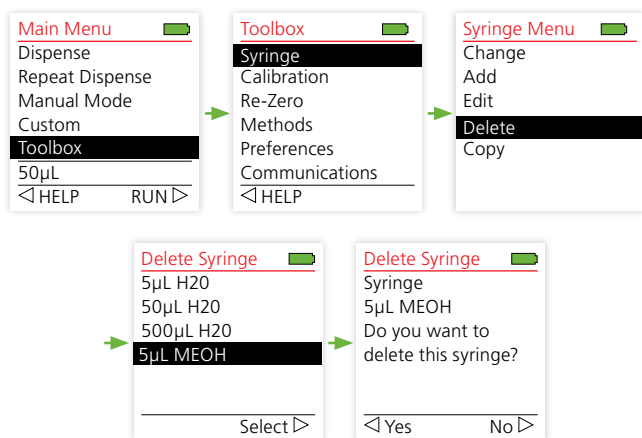 Main Menu
Dispense
Repeat Dispense
Manual Mode
Custom
Toolbox
50µL
◁ HELP RUN ▷
Toolbox
Syringe
Calibration
Re-Zero
Methods
Preferences
Communications
◁ HELP
Syringe Menu
Change
Add
Edit
Delete
Copy
Delete Syringe
5µL H20
50µL H20
500µL H20
5µL MEOH
Select ▷
Delete Syringe
Syringe
5µL MEOH
Do you want to
delete this syringe?
◁ Yes No ▷